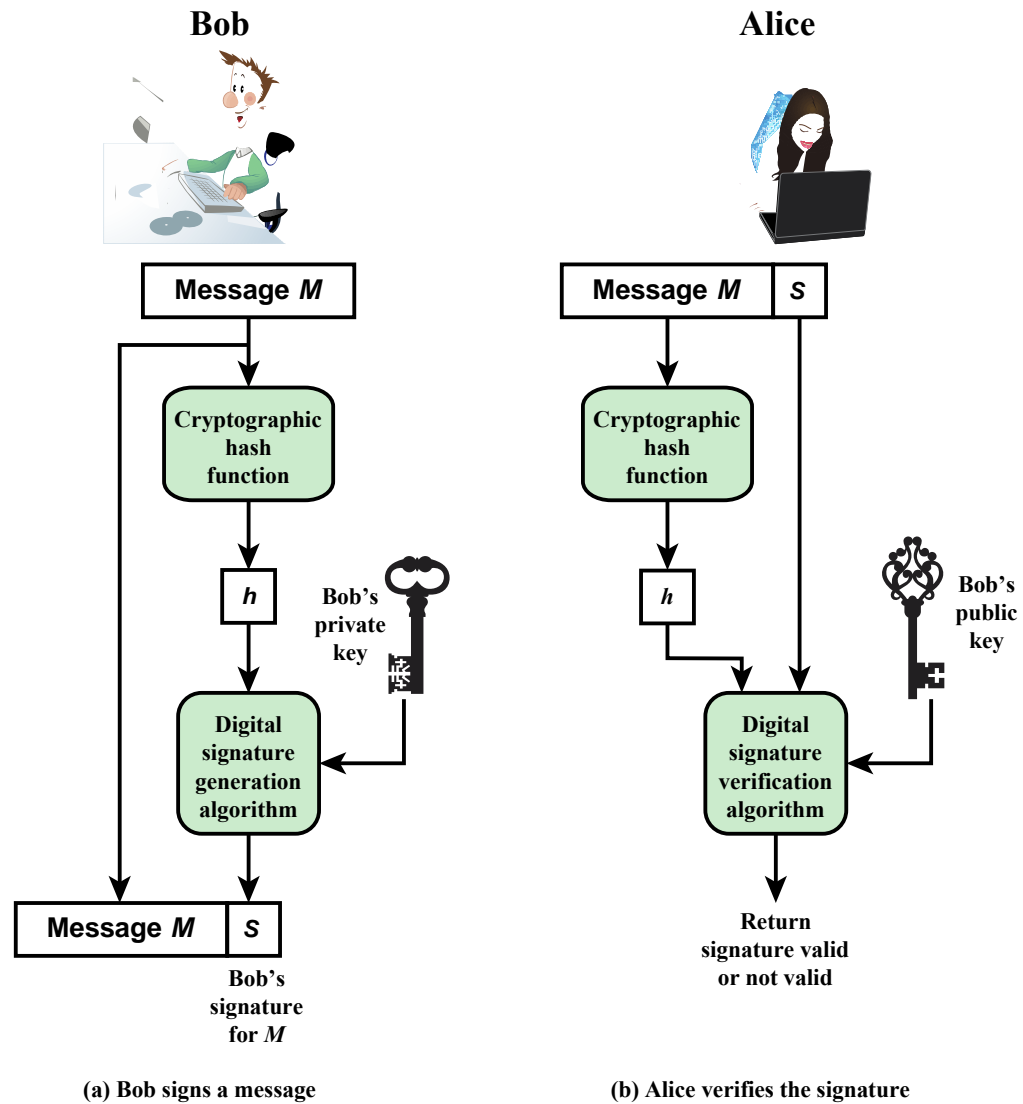 Bob
Message M
Cryptographic
hash
function
h
Bob’s
private
key
Digital
signature
generation
algorithm
Message M
S
Bob’s
signature
for M
(a) Bob signs a message
Alice
Message M
S
Cryptographic
hash
function
h
Bob’s
public
key
Digital
signature
verification
algorithm
Return
signature valid
or not valid
(b) Alice verifies the signature